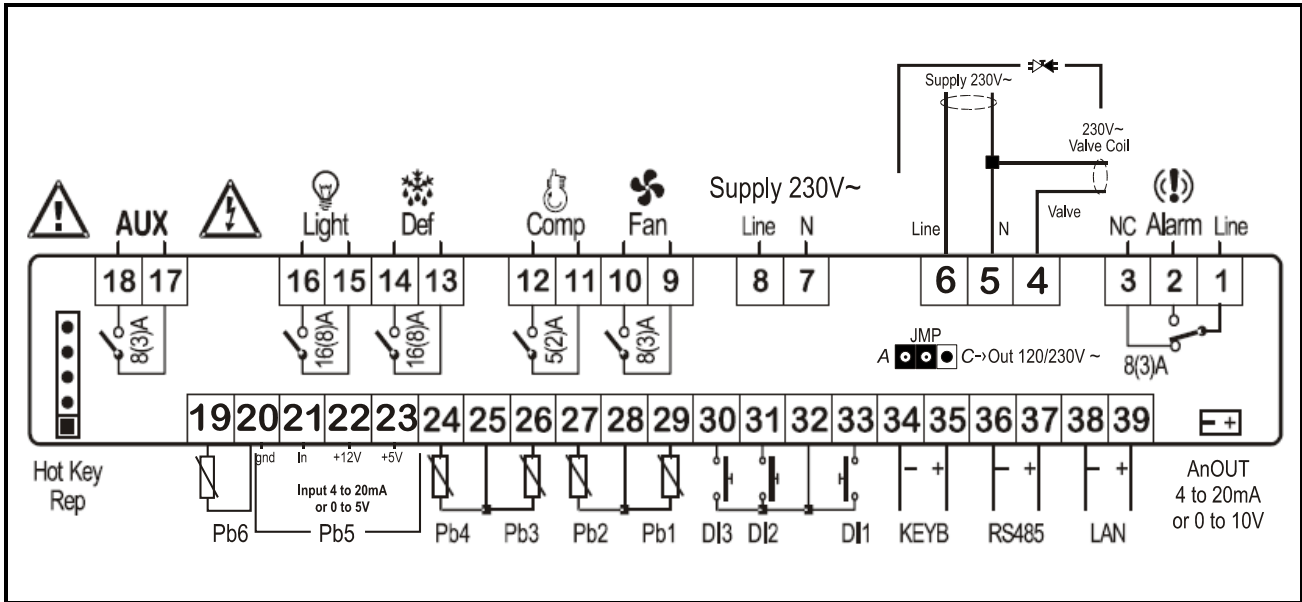 Supply 230V~
230V~
Valve Coil
Valve
Line N
AUX Light Def Comp Fan
Supply 230V~
Line N
NC Alarm Line
18 17 16 15 14 13 12 11 10 9 8 7 6 5 4 3 2 1
8(3)A 16(8)A 16(8)A 5(2)A 8(3)A
JMP
A C->Out 120/230V ~
8(3)A
19 20 21 22 23 24 25 26 27 28 29 30 31 32 33 34 35 36 37 38 39
- +
gnd In +12V +5V
- + - + - +
Input 4 to 20mA
or 0 to 5V
Hot Key
Rep
Pb6 Pb5 Pb4 Pb3 Pb2 Pb1 DI3 DI2 DI1 KEYB RS485 LAN
AnOUT
4 to 20mA
or 0 to 10V